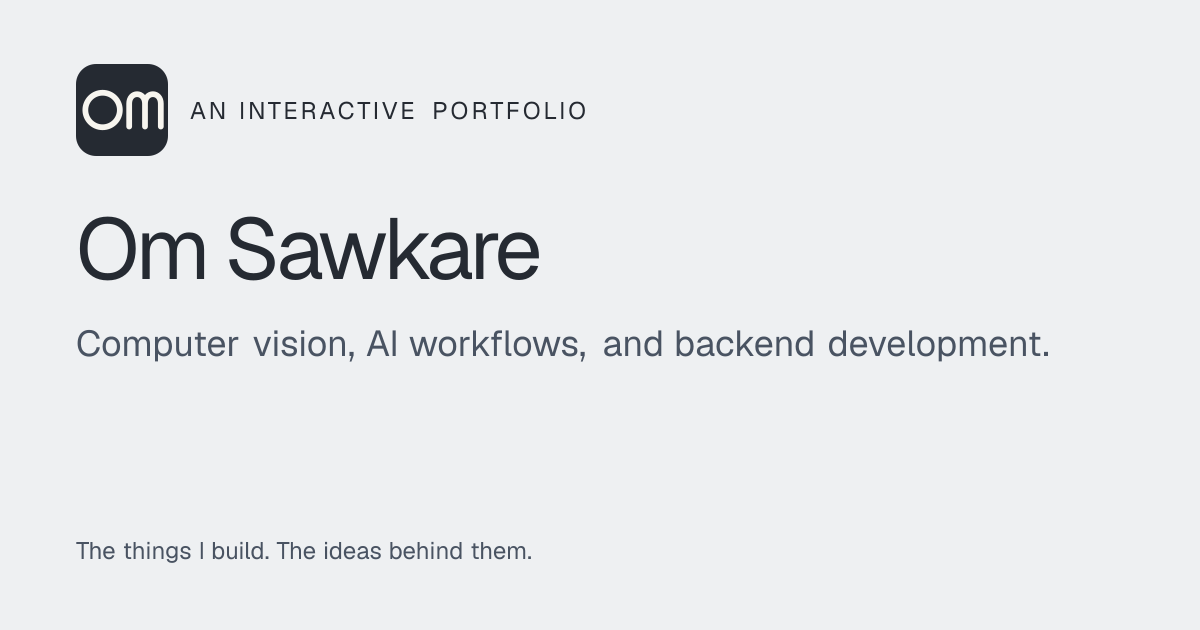 Om
AN INTERACTIVE PORTFOLIO
Om Sawkare
Computer vision, AI workflows, and backend development.
The things I build. The ideas behind them.